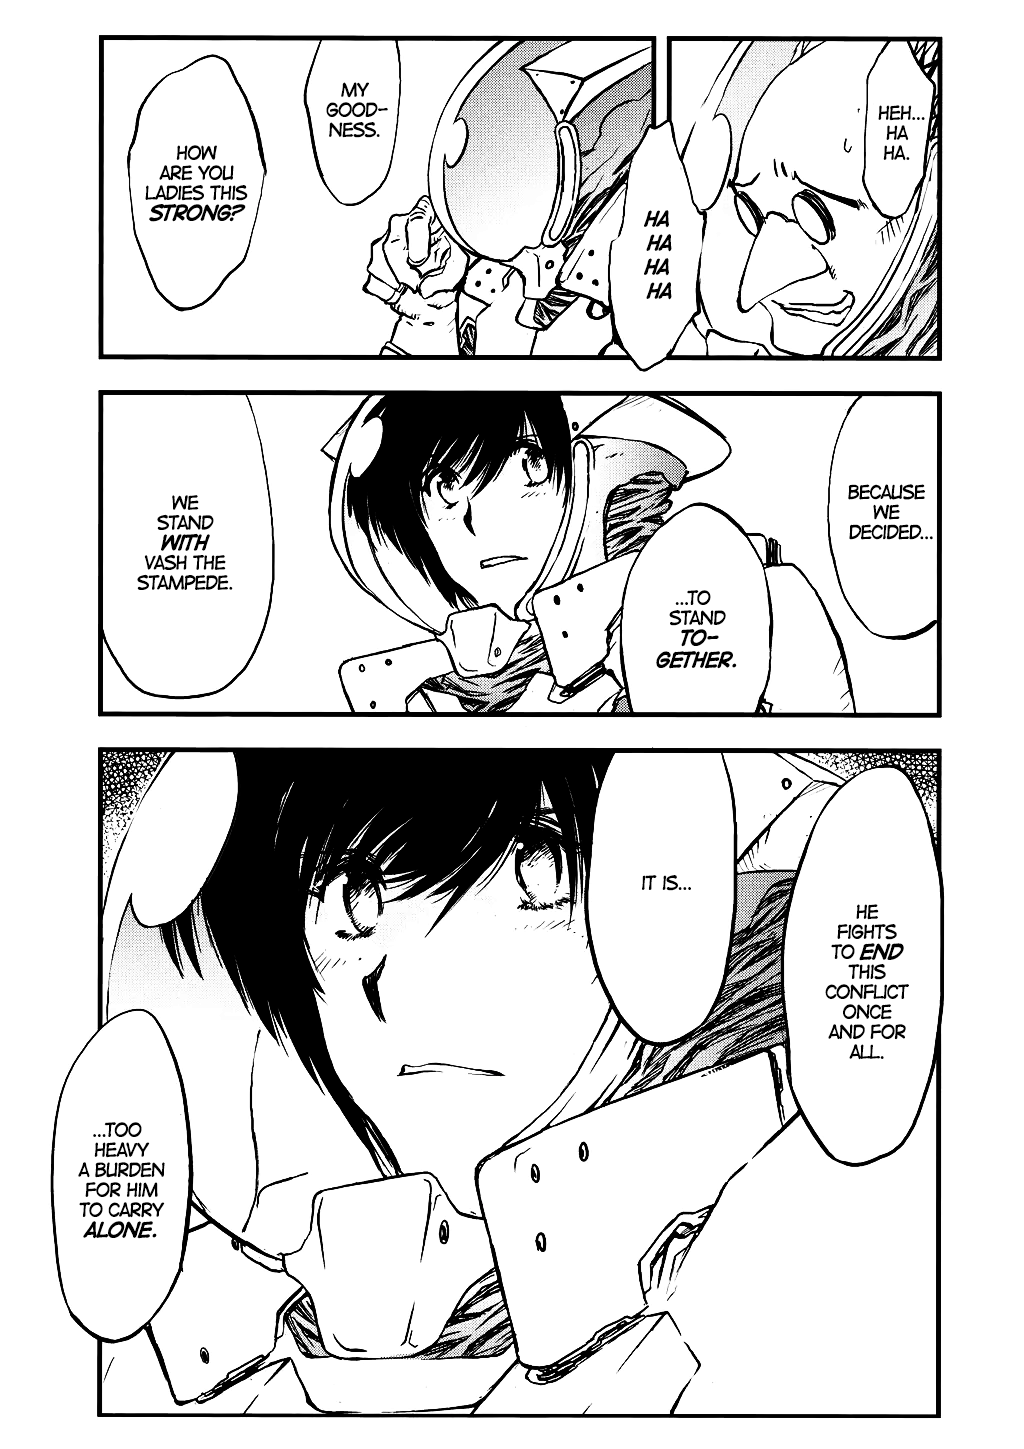 HEH...
HA
HA.
HA
HA
HA
HA
MY
GOOD-
NESS.
HOW
ARE YOU
LADIES THIS
STRONG?
BECAUSE
WE
DECIDED...
...TO
STAND
TO-
GETHER.
WE
STAND
WITH
VASH THE
STAMPEDE.
HE
FIGHTS
TO END
THIS
CONFLICT
ONCE
AND FOR
ALL.
IT IS...
...TOO
HEAVY
A BURDEN
FOR HIM
TO CARRY
ALONE.